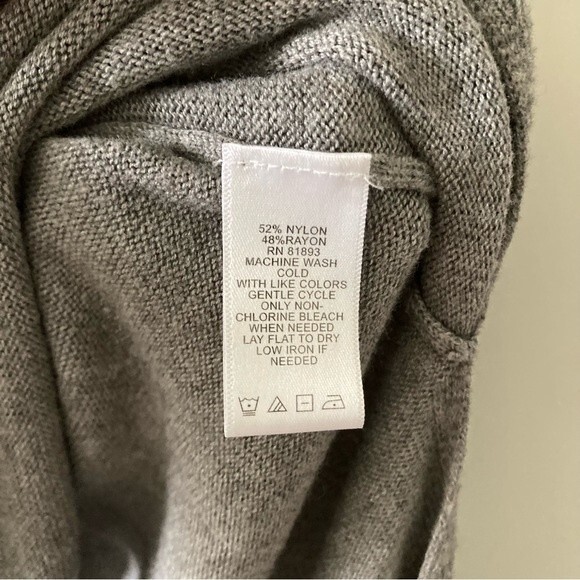 52% NYLON
48%RAYON
RN 81893
MACHINE WASH
COLD
WITH LIKE COLORS
GENTLE CYCLE
ONLY NON-
CHLORINE BLEACH
WHEN NEEDED
LAY FLAT TO DRY
LOW IRON IF
NEEDED